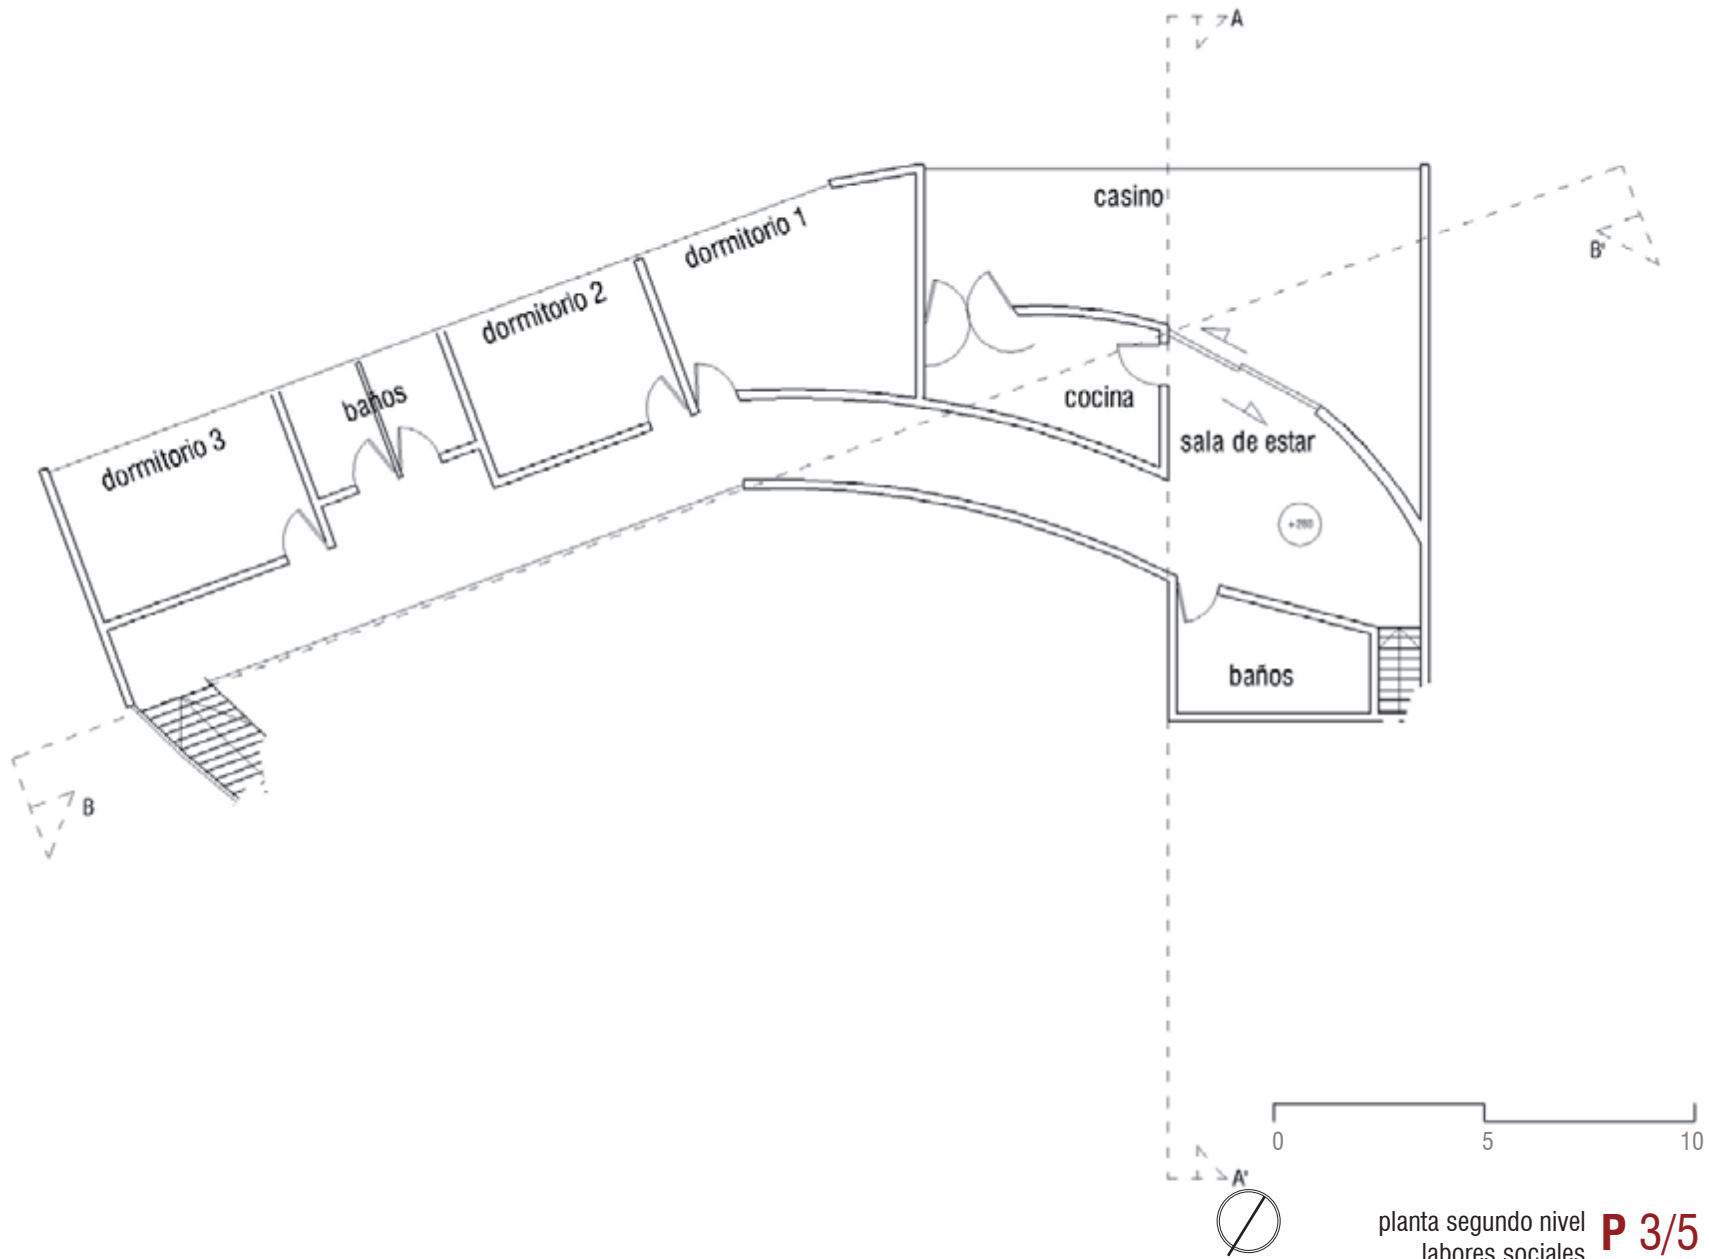 A
casino
B'
dormitorio 1
dormitorio 2
baños
cocina
dormitorio 3
sala de estar
+280
baños
B
0 5 10
A'
planta segundo nivel P 3/5
labores sociales